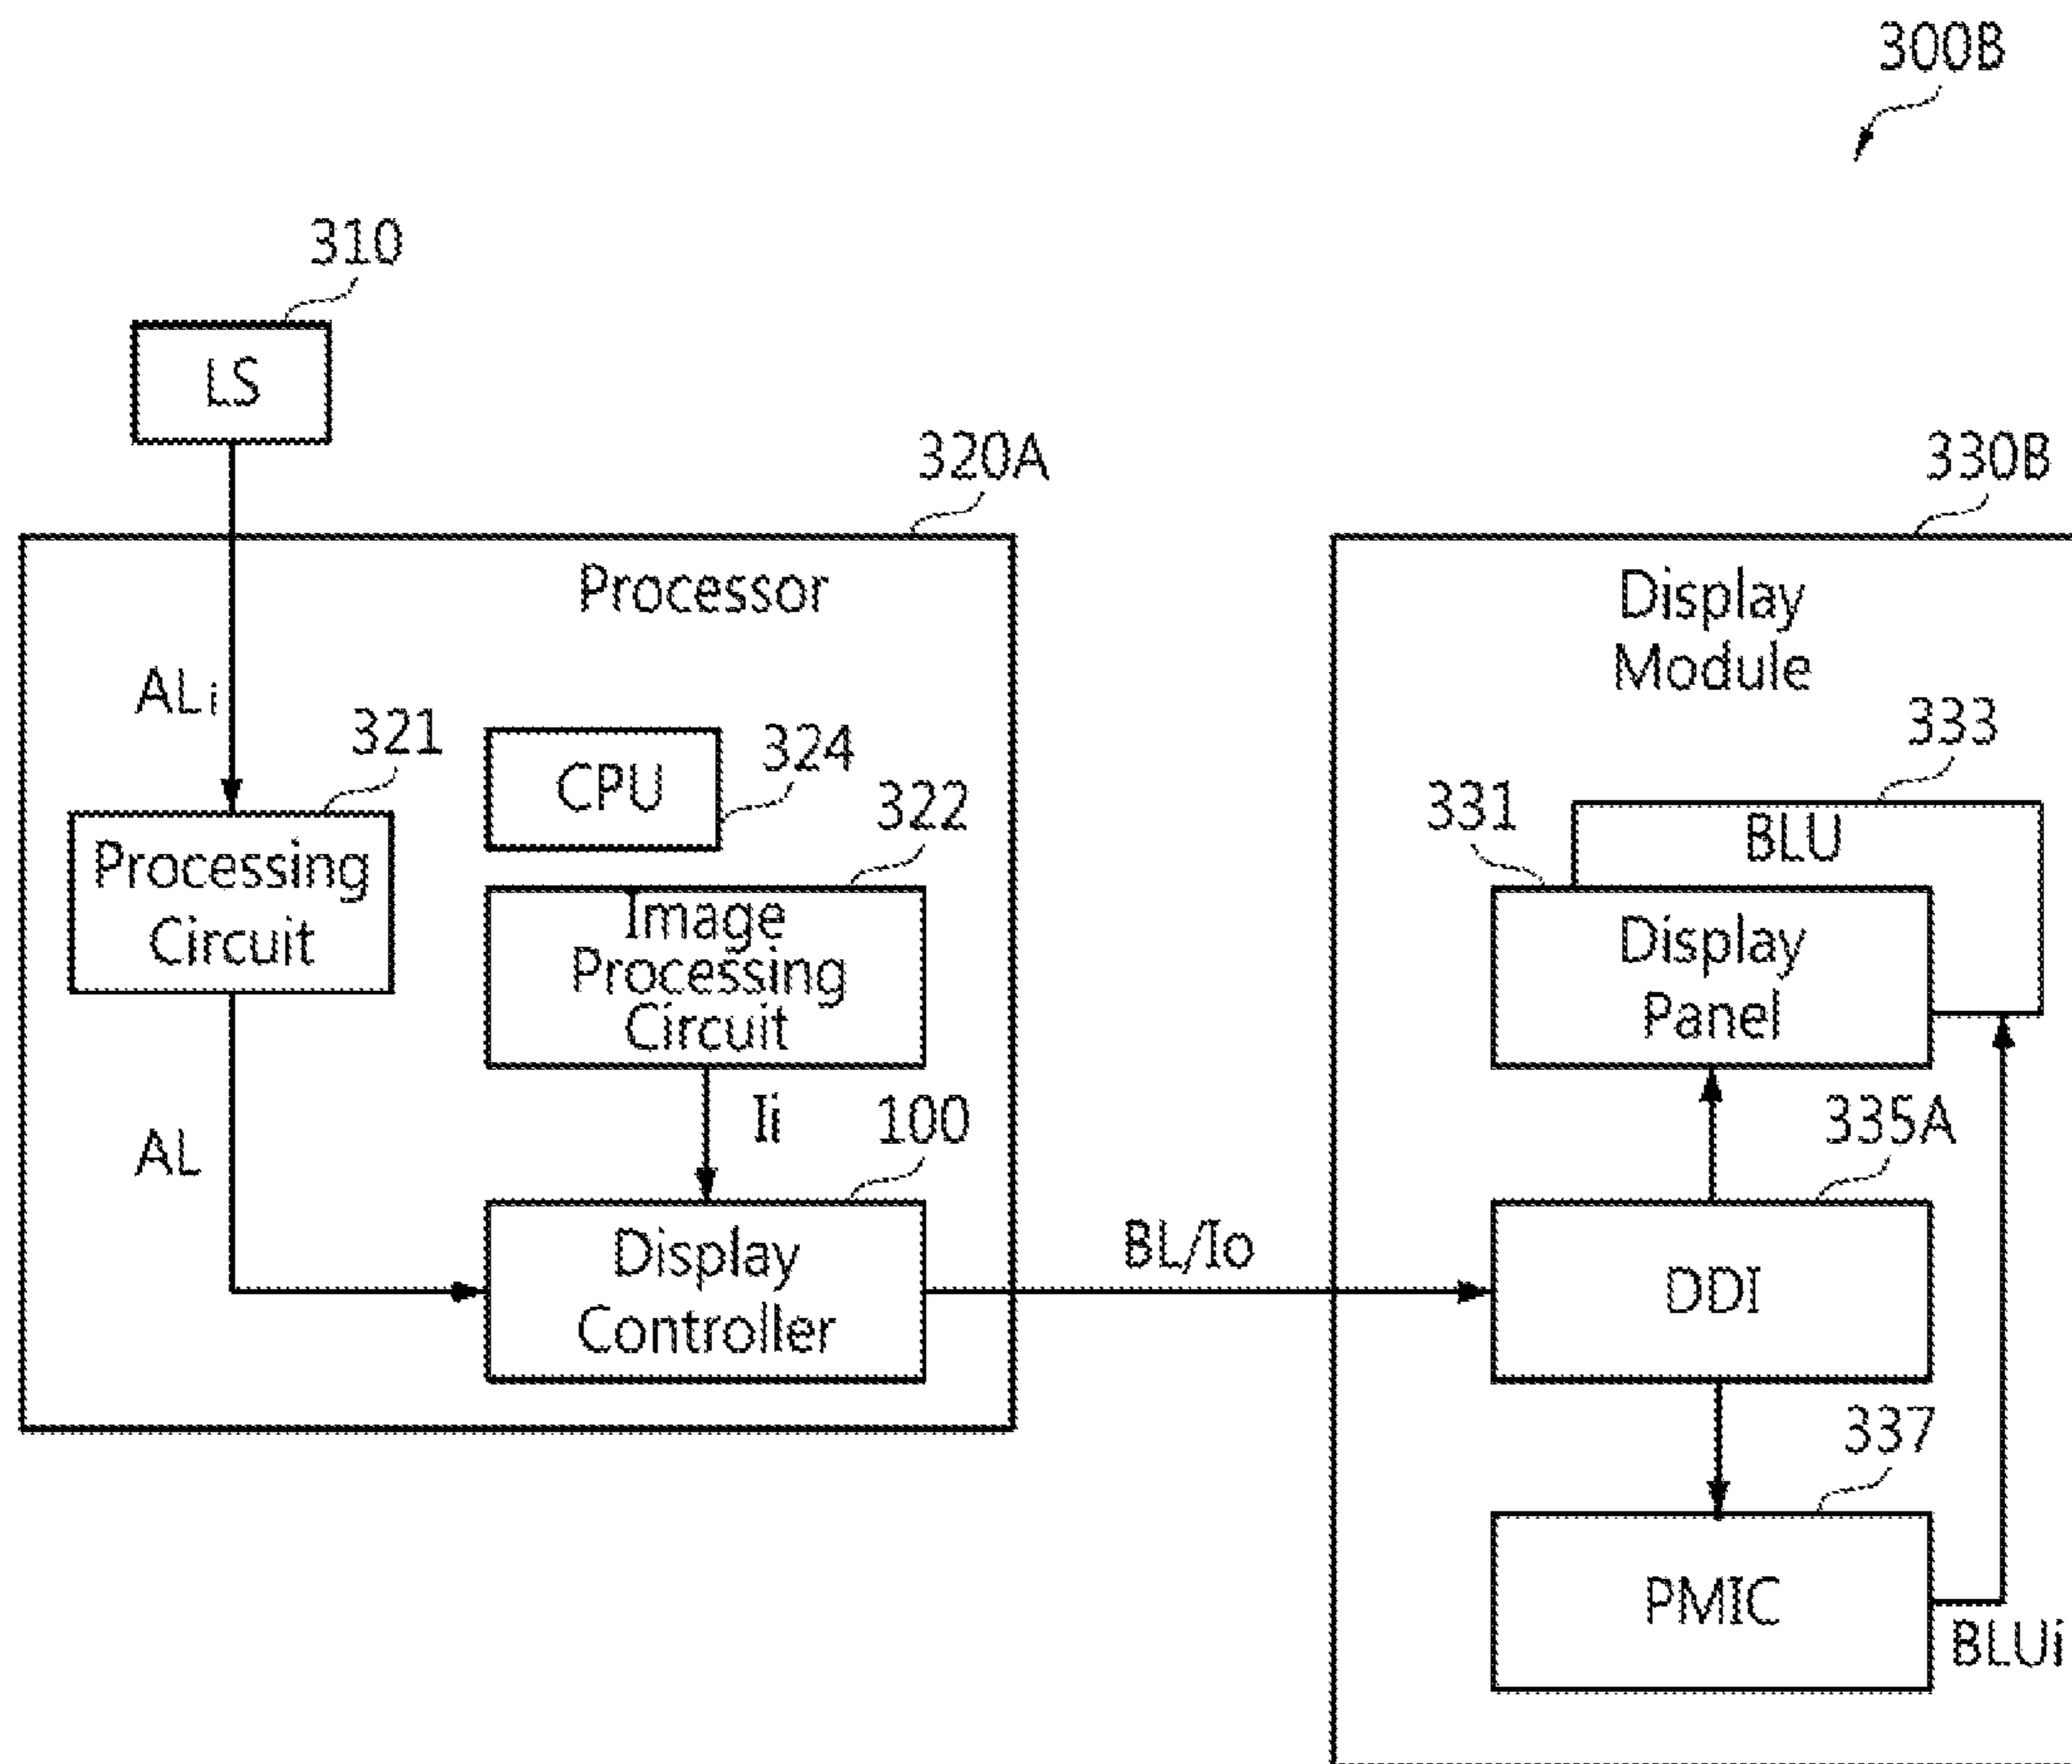 300B
310
LS
320A
330B
Processor
Display
Module
ALi
321
CPU
324
322
333
331
BLU
Processing
Circuit
Image
Processing
Circuit
Display
Panel
AL
Ii
100
335A
Display
Controller
BL/Io
DDI
337
PMIC
BLUi